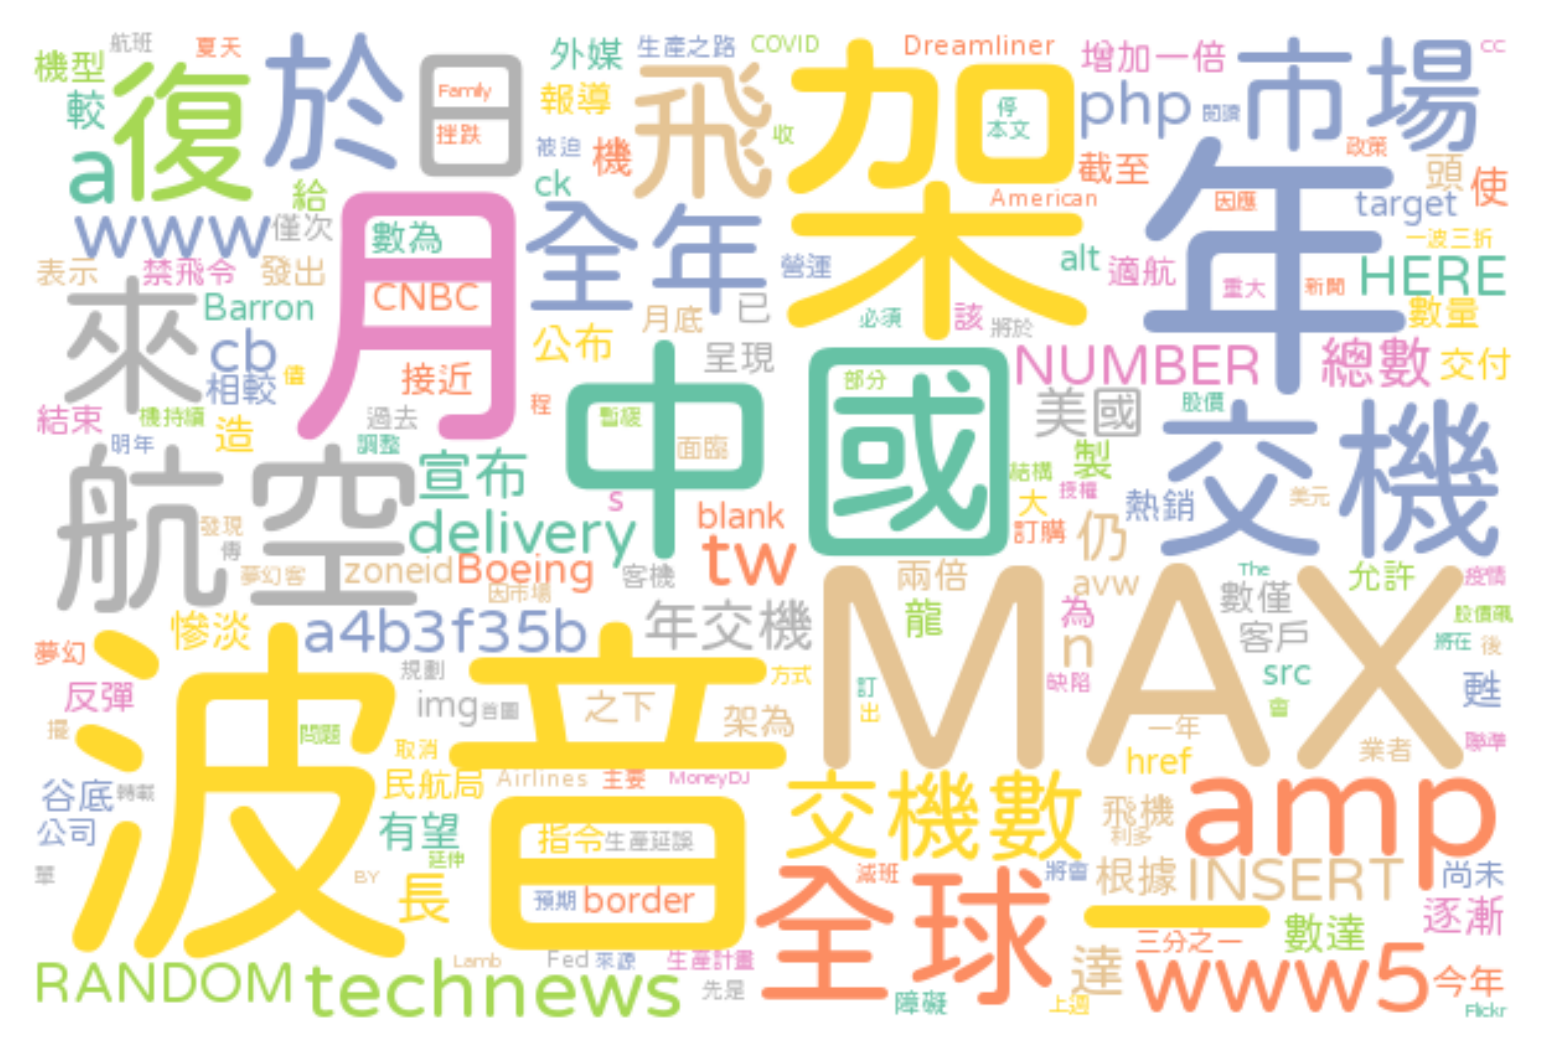 機型 航班 夏天 復 於 日 Family 挫跌 外媒 生產之路 COVID Dreamliner 增加一倍 市場 CC
較 報導 飛 架 停 php 閱讀
a 被迫 機 收 本文 截至 政策 頭 使
給 ck American 年 因應 target
www 僅次 月 數為 全年 營運 alt 適航 一波三折
表示 禁飛令 發出 CNBC 已 重大 新聞 HERE
來 Barron 月底 必須 該 將於 數量
cb 公布 呈現 NUMBER 總數 交付
相較 值 接近 中國 部分 美國 股價 交機
結束 機持續 過去 程 暫緩
明年 造 調整 面臨 製
航空 宣布 結構 大 授權 熱銷 美元
發現 s blank 訂購 仍
傳 delivery tw
夢幻客 zoneid Boeing 客機 兩倍 avw The 允許 疫情
因市場 MAX 數僅
波音 慘淡 a4b3f35b 年交機 龍 為 客戶 股價飆
夢幻 規劃 方式 n 將在 後
反彈 img 首圖 之下 架為 訂 缺陷 src 甦
擢 問題 取消 出 一年 會 業者 聯準
谷底 轉載 民航局 Airlines 主要 MoneyDJ href
公司 有望 指令 生產延誤 交機數 飛機 amp
延伸 利多
單 BY 長 預期 border 全球 減班 將會 根據 INSERT 尚未
一 數達 逐漸
RANDOM technews Lamb Fed 來源 生產計畫 達 三分之一 www5 今年
先是 障礙 上週 Flickr